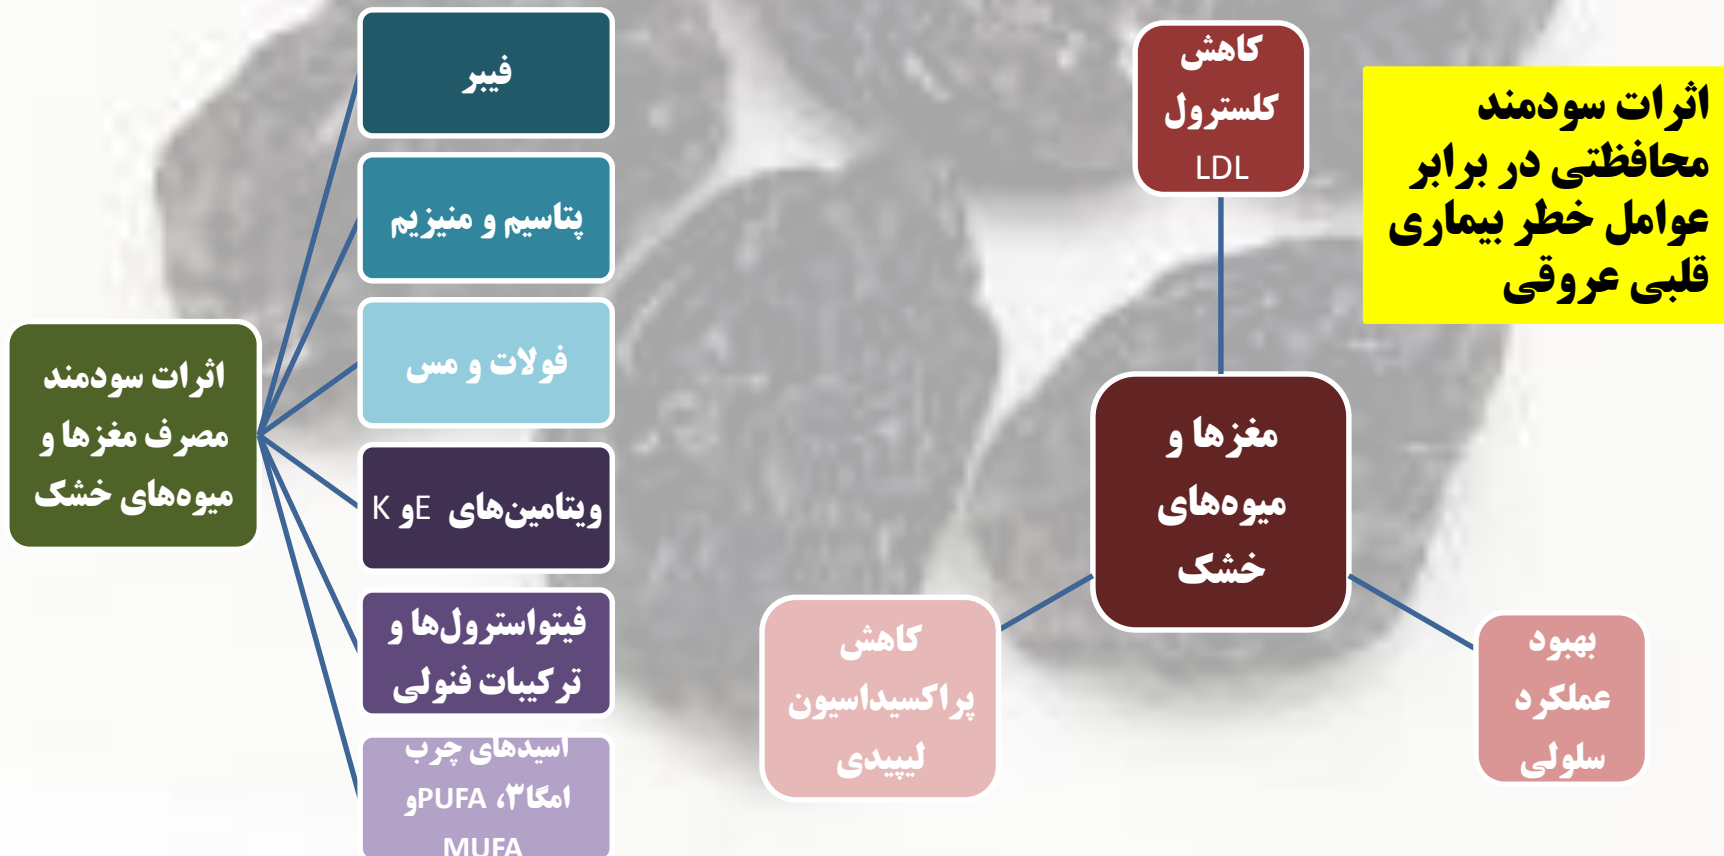 اثرات سودمند
محافظتی در برابر
عوامل خطر بیماری
قلبی عروقی
کاهش
کلسترول
LDL
مغزها و
میوه‌های
خشک
بهبود
عملکرد
سلولی
کاهش
پراکسیداسیون
لیپیدی
اثرات سودمند
مصرف مغزها و
میوه‌های خشک
فیبر
پتاسیم و منیزیم
فولات و مس
ویتامین‌های E و K
فیتواسترول‌ها و
ترکیبات فنولی
اسیدهای چرب
امگا۳، PUFA و
MUFA